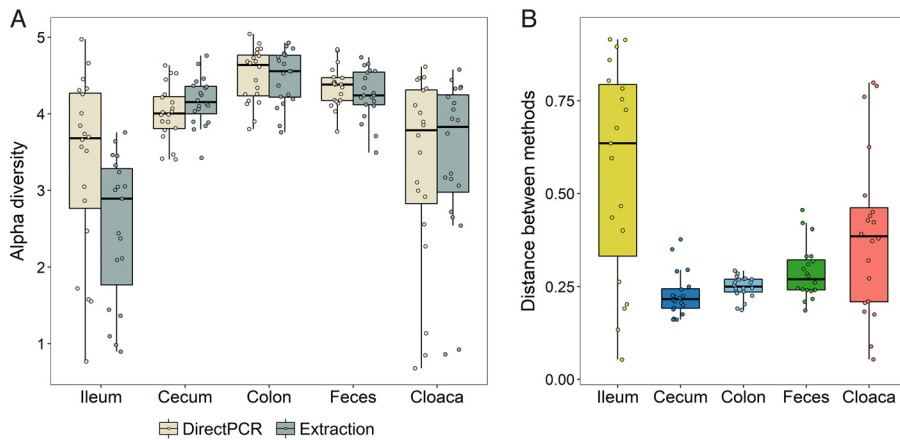 A
Alpha diversity
5
4
3
2
1
Ileum Cecum Colon Feces Cloaca
DirectPCR Extraction
B
Distance between methods
0.75
0.50
0.25
0.00
Ileum Cecum Colon Feces Cloaca